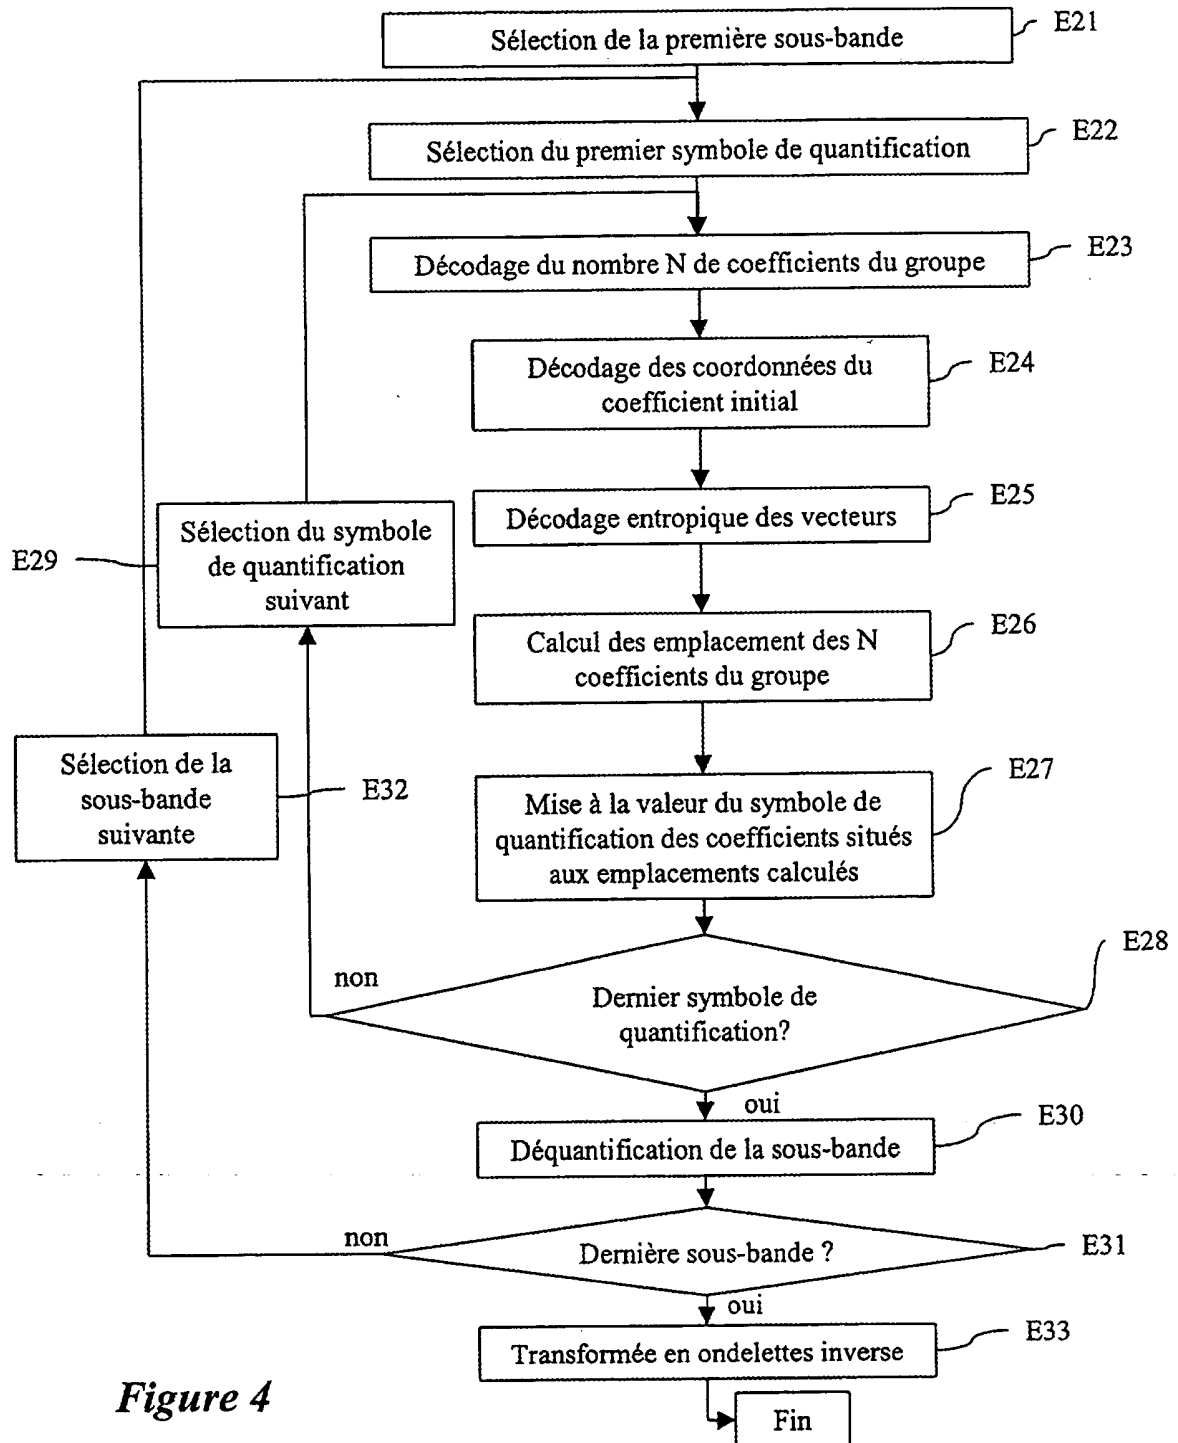 Sélection de la première sous-bande
E21
Sélection du premier symbole de quantification
E22
Décodage du nombre N de coefficients du groupe
E23
Décodage des coordonnées du
coefficient initial
E24
Décodage entropique des vecteurs
E25
Sélection du symbole
de quantification
suivant
E29
Calcul des emplacement des N
coefficients du groupe
E26
Sélection de la
sous-bande
suivante
E32
Mise à la valeur du symbole de
quantification des coefficients situés
aux emplacements calculés
E27
non
Dernier symbole de
quantification?
E28
oui
Déquantification de la sous-bande
E30
non
Dernière sous-bande ?
E31
oui
Transformée en ondelettes inverse
E33
Fin
Figure 4